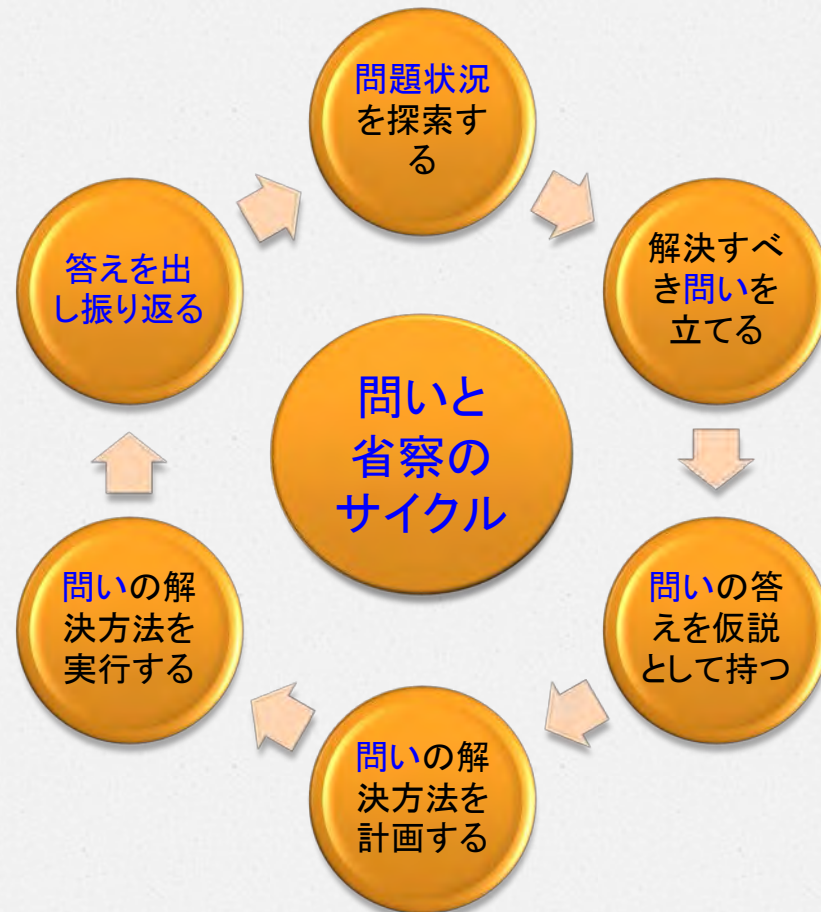 問題状況
を探索す
る
解決すべ
き問いを
立てる
問いの答
えを仮説
として持つ
問いの解
決方法を
計画する
問いの解
決方法を
実行する
答えを出
し振り返る
問いと
省察の
サイクル